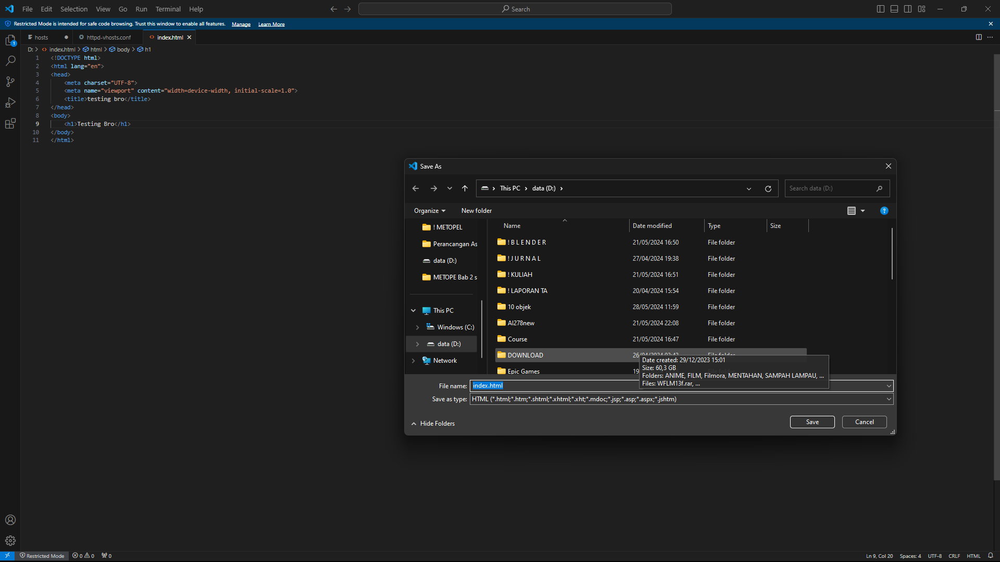 File Edit Selection View Go Run Terminal Help
Search
Restricted Mode is intended for safe code browsing. Trust this window to enable all features. Manage Learn More
1
hosts
httpd-vhosts.conf
index.html
D: > index.html > html > body > h1
1 <!DOCTYPE html>
2 <html lang="en">
3 <head>
4 <meta charset="UTF-8">
5 <meta name="viewport" content="width=device-width, initial-scale=1.0">
6 <title>testing bro</title>
7 </head>
8 <body>
9 <h1>Testing Bro</h1>
10 </body>
11 </html>
Save As
This PC > data (D:) >
Search data (D:)
Organize
New folder
! METOPEL
Perancangan As
data (D:)
METOPE Bab 2 s
This PC
Windows (C:)
data (D:)
Network
Name Date modified Type Size
! B L E N D E R 21/05/2024 16:50 File folder
! J U R N A L 27/04/2024 19:38 File folder
! KULIAH 21/05/2024 16:51 File folder
! LAPORAN TA 20/04/2024 15:54 File folder
10 objek 28/05/2024 11:59 File folder
AI278new 21/05/2024 22:08 File folder
Course 21/05/2024 16:47 File folder
DOWNLOAD
Epic Games 19
Date created: 29/12/2023 15:01
Size: 60,3 GB
Folders: ANIME, FILM, Filmora, MENTAHAN, SAMPAH LAMPAU, ...
Files: WFLM13f.rar, ...
File name: index.html
Save as type: HTML (*.html;*.htm;*.shtml;*.xhtml;*.xht;*.mdoc;*.jsp;*.asp;*.aspx;*.jshtm)
Hide Folders
Save
Cancel
Restricted Mode 0 0 0
Ln 9, Col 20 Spaces: 4 UTF-8 CRLF HTML